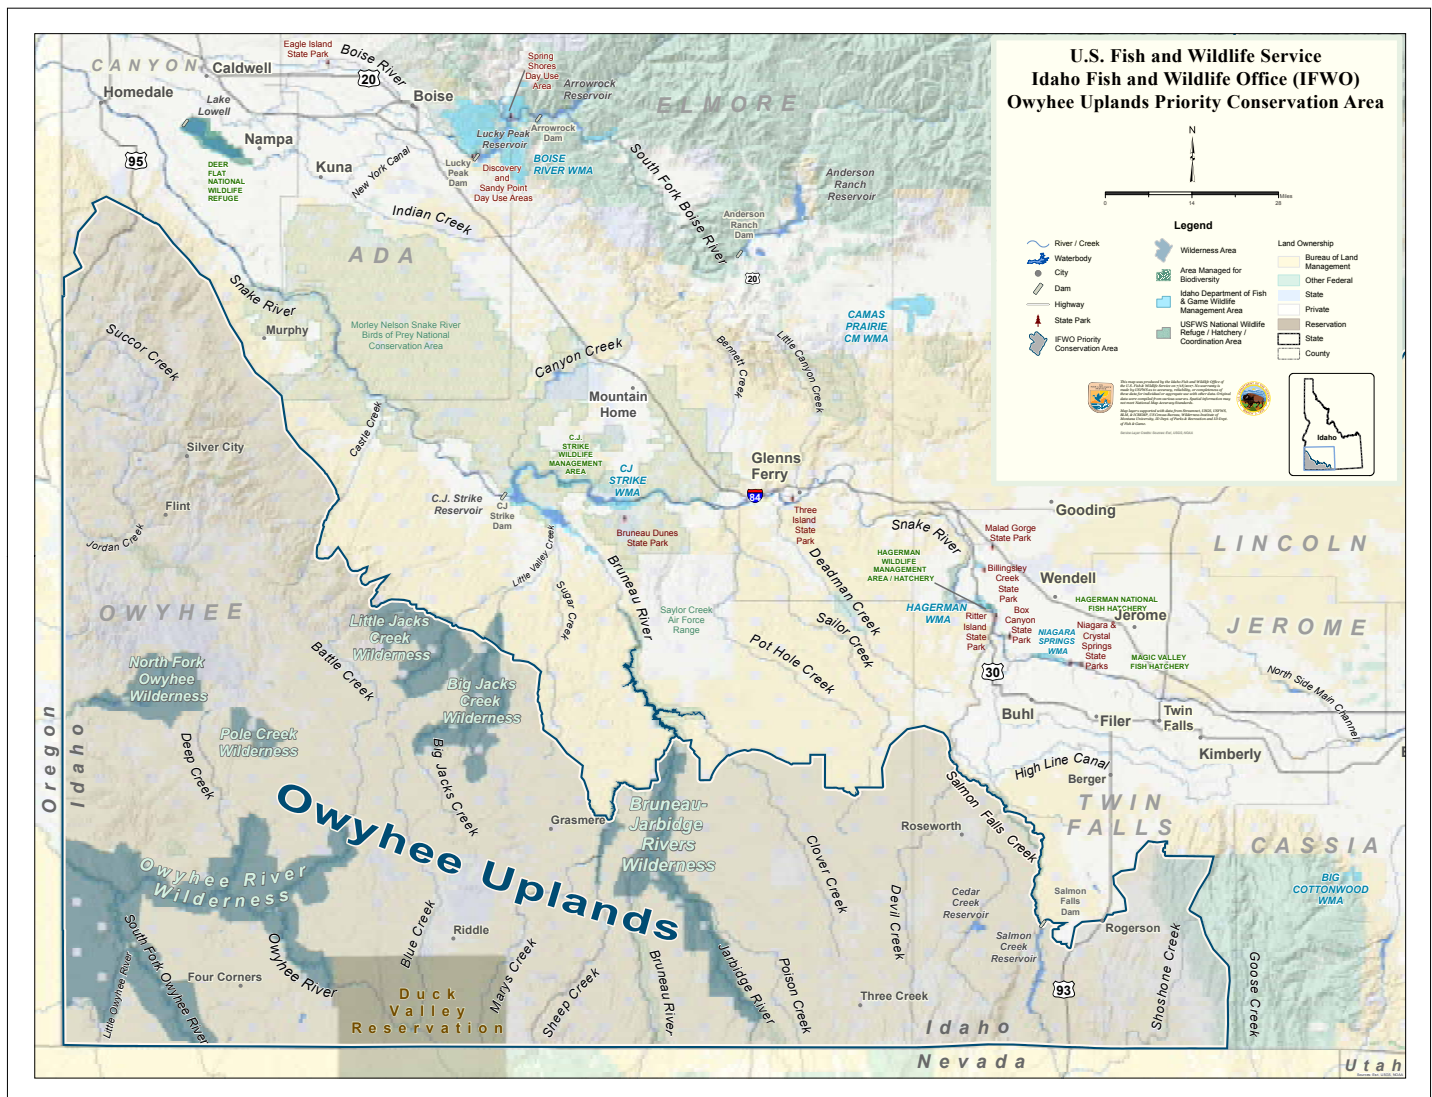 U.S. Fish and Wildlife Service
Idaho Fish and Wildlife Office (IFWO)
Owyhee Uplands Priority Conservation Area
N
0
14
28
Miles
Legend
River / Creek
Waterbody
City
Dam
Highway
State Park
IFWO Priority
Conservation Area
Wilderness Area
Area Managed for
Biodiversity
Idaho Department of Fish
& Game Wildlife
Management Area
USFWS National Wildlife
Refuge / Hatchery /
Coordination Area
Land Ownership
Bureau of Land
Management
Other Federal
State
Private
Reservation
State
County
Idaho
CANYON
Caldwell
Eagle Island
State Park
Boise River
20
Homedale
Lake
Lowell
Boise
Nampa
95
Kuna
DEER
FLAT
NATIONAL
WILDLIFE
REFUGE
New York Canal
Indian Creek
Spring
Shores
Day Use
Area
Arrowrock
Reservoir
ELMORE
Lucky Peak
Reservoir
Arrowrock
Dam
Lucky
Peak
Dam
BOISE
RIVER WMA
Discovery
and
Sandy Point
Day Use Areas
South Fork Boise River
Anderson
Ranch
Reservoir
Anderson
Ranch
Dam
20
ADA
Snake River
Murphy
Morley Nelson Snake River
Birds of Prey National
Conservation Area
Succor Creek
Canyon Creek
CAMAS
PRAIRIE
CM WMA
Bennett Creek
Little Canyon Creek
Mountain
Home
Castle Creek
Silver City
C.J.
STRIKE
WILDLIFE
MANAGEMENT
AREA
CJ
STRIKE
WMA
Glenns
Ferry
84
C.J. Strike
Reservoir
CJ
Strike
Dam
Flint
Jordan Creek
Bruneau Dunes
State Park
Three
Island
State
Park
Snake River
Gooding
Malad Gorge
State Park
LINCOLN
Little Valley Creek
Sugar Creek
Bruneau River
Deadman Creek
HAGERMAN
WILDLIFE
MANAGEMENT
AREA / HATCHERY
Billingsley
Creek
State
Park
Wendell
HAGERMAN NATIONAL
FISH HATCHERY
Jerome
OWYHEE
Little Jacks
Creek
Wilderness
Saylor Creek
Air Force
Range
Sailor Creek
Pot Hole Creek
HAGERMAN
WMA
Ritter
Island
State
Park
Box
Canyon
State
Park
NIAGARA
SPRINGS
WMA
Niagara &
Crystal
Springs
State
Parks
JEROME
MAGIC VALLEY
FISH HATCHERY
30
North Side Main Channel
Battle Creek
North Fork
Owyhee
Wilderness
Big Jacks
Creek
Wilderness
Buhl
Filer
Twin
Falls
Kimberly
Oregon
Idaho
Pole Creek
Wilderness
Deep Creek
Big Jacks Creek
High Line Canal
Berger
Salmon Falls Creek
TWIN
FALLS
Owyhee Uplands
Grasmere
Bruneau-
Jarbidge
Rivers
Wilderness
Roseworth
CASSIA
Clover Creek
Owyhee River
Wilderness
BIG
COTTONWOOD
WMA
Devil Creek
Cedar
Creek
Reservoir
Salmon
Falls
Dam
Rogerson
Blue Creek
Riddle
Salmon
Creek
Reservoir
South Fork Owyhee River
Little Owyhee River
Four Corners
Owyhee River
Marys Creek
Sheep Creek
Bruneau River
Jarbidge River
Poison Creek
Three Creek
93
Shoshone Creek
Goose Creek
Duck
Valley
Reservation
Idaho
Nevada
Utah